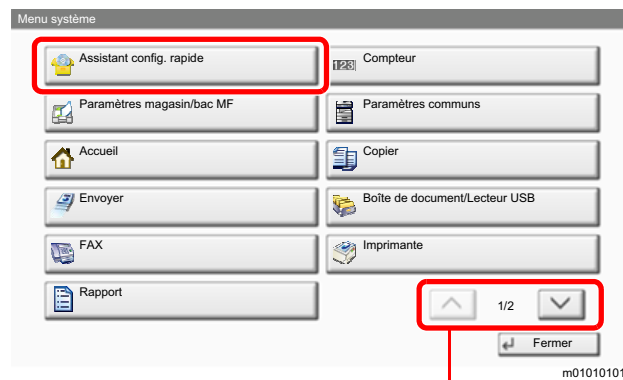 Menu système
Assistant config. rapide
123 Compteur
Paramètres magasin/bac MF
Paramètres communs
Accueil
Copier
Envoyer
Boîte de document/Lecteur USB
FAX
Imprimante
Rapport
1/2
Fermer
m01010101